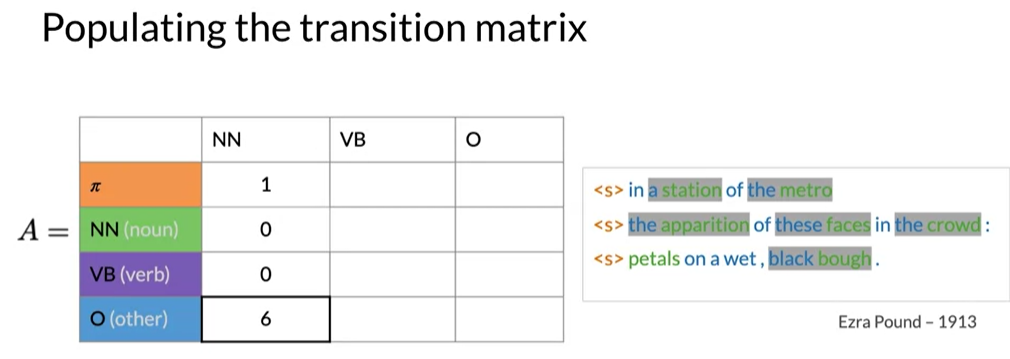 Populating the transition matrix
NN VB O
π 1
A = NN (noun) 0
VB (verb) 0
O (other) 6
<s> in a station of the metro
<s> the apparition of these faces in the crowd :
<s> petals on a wet , black bough .
Ezra Pound – 1913